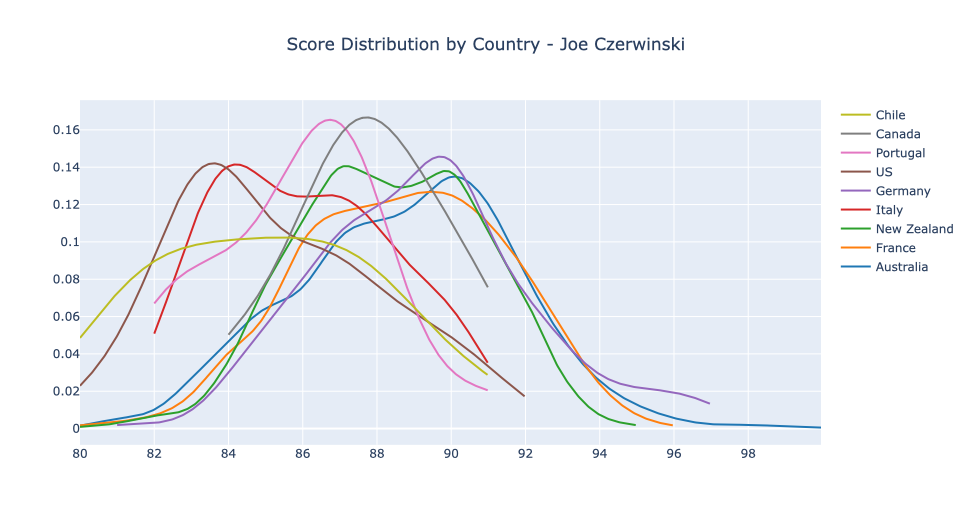 Score Distribution by Country - Joe Czerwinski
Chile
Canada
Portugal
US
Germany
Italy
New Zealand
France
Australia
0.16
0.14
0.12
0.1
0.08
0.06
0.04
0.02
0
80 82 84 86 88 90 92 94 96 98